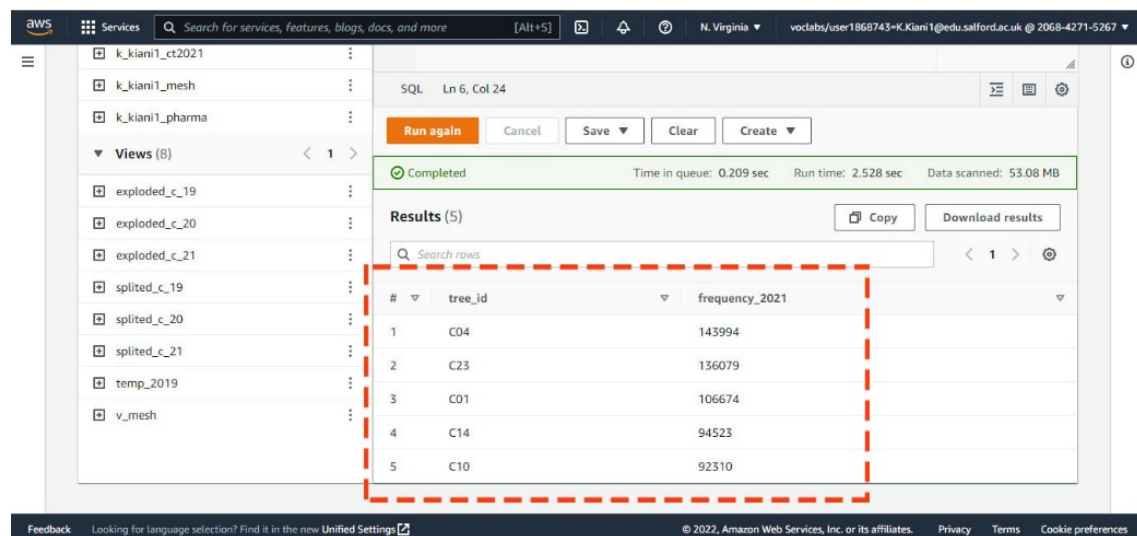 aws Services Search for services, features, blogs, docs, and more [Alt+S] N. Virginia ▼ voclabs/user1868743=K.Kiani1@edu.salford.ac.uk @ 2068-4271-5267 ▼
k_kiani1_ct2021
k_kiani1_mesh
k_kiani1_pharma
Views (8) < 1 >
exploded_c_19
exploded_c_20
exploded_c_21
splited_c_19
splited_c_20
splited_c_21
temp_2019
v_mesh
SQL Ln 6, Col 24
Run again Cancel Save ▼ Clear Create ▼
Completed Time in queue: 0.209 sec Run time: 2.528 sec Data scanned: 53.08 MB
Results (5) Copy Download results
Search rows < 1 >
# tree_id frequency_2021
1 C04 143994
2 C23 136079
3 C01 106674
4 C14 94523
5 C10 92310
Feedback Looking for language selection? Find it in the new Unified Settings © 2022, Amazon Web Services, Inc. or its affiliates. Privacy Terms Cookie preferences